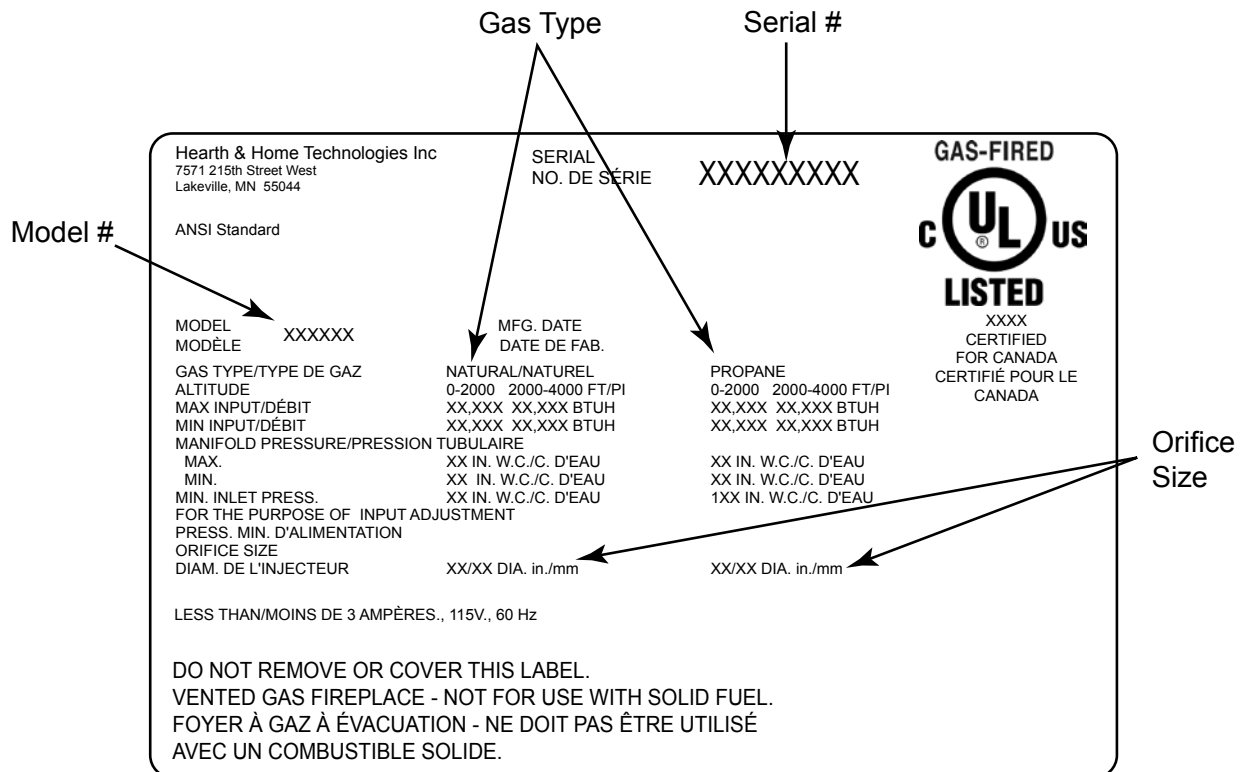 Gas Type
Serial #
Hearth & Home Technologies Inc
7571 215th Street West
Lakeville, MN 55044
SERIAL
NO. DE SÉRIE
XXXXXXXXX
GAS-FIRED
C UL US
®
LISTED
XXXX
CERTIFIED
FOR CANADA
CERTIFIÉ POUR LE
CANADA
ANSI Standard
Model #
MODEL
MODÈLE
XXXXXX
MFG. DATE
DATE DE FAB.
GAS TYPE/TYPE DE GAZ NATURAL/NATUREL PROPANE
ALTITUDE 0-2000 2000-4000 FT/PI 0-2000 2000-4000 FT/PI
MAX INPUT/DÉBIT XX,XXX XX,XXX BTUH XX,XXX XX,XXX BTUH
MIN INPUT/DÉBIT XX,XXX XX,XXX BTUH XX,XXX XX,XXX BTUH
MANIFOLD PRESSURE/PRESSION TUBULAIRE
MAX. XX IN. W.C./C. D'EAU XX IN. W.C./C. D'EAU
MIN. XX IN. W.C./C. D'EAU XX IN. W.C./C. D'EAU
MIN. INLET PRESS. XX IN. W.C./C. D'EAU 1XX IN. W.C./C. D'EAU
FOR THE PURPOSE OF INPUT ADJUSTMENT
PRESS. MIN. D'ALIMENTATION
ORIFICE SIZE
DIAM. DE L'INJECTEUR XX/XX DIA. in./mm XX/XX DIA. in./mm
Orifice
Size
LESS THAN/MOINS DE 3 AMPÈRES., 115V., 60 Hz
DO NOT REMOVE OR COVER THIS LABEL.
VENTED GAS FIREPLACE - NOT FOR USE WITH SOLID FUEL.
FOYER À GAZ À ÉVACUATION - NE DOIT PAS ÊTRE UTILISÉ
AVEC UN COMBUSTIBLE SOLIDE.